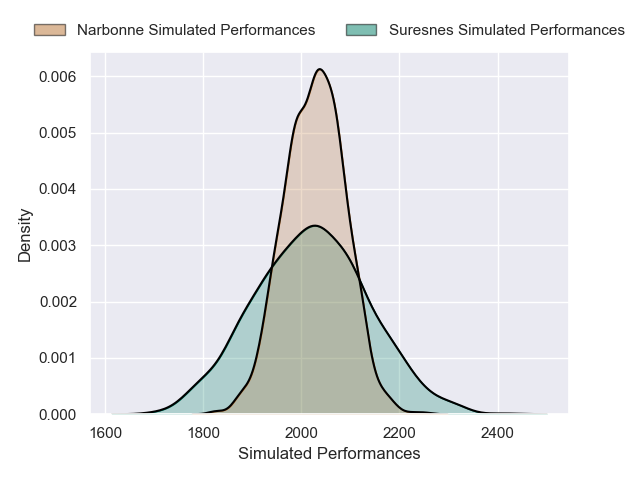 Narbonne Simulated Performances Suresnes Simulated Performances
0.006
0.005
0.004
0.003
0.002
0.001
0.000
Density
1600 1800 2000 2200 2400
Simulated Performances